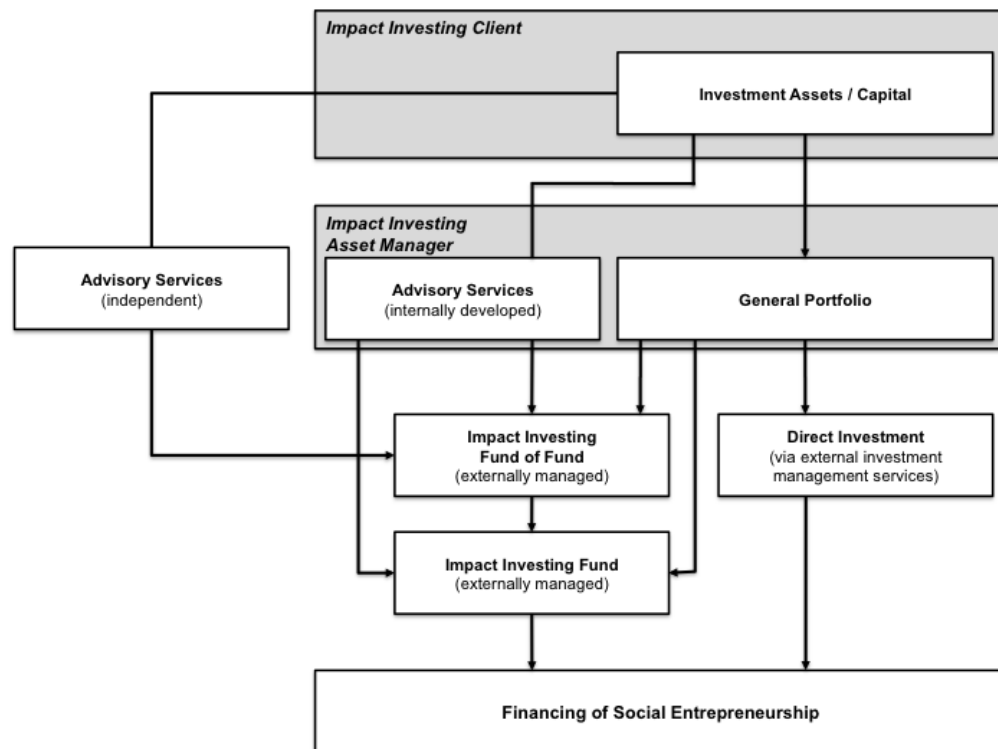 Impact Investing Client
Investment Assets / Capital
Impact Investing
Asset Manager
Advisory Services
(independent)
Advisory Services
(internally developed)
General Portfolio
Impact Investing
Fund of Fund
(externally managed)
Direct Investment
(via external investment
management services)
Impact Investing Fund
(externally managed)
Financing of Social Entrepreneurship